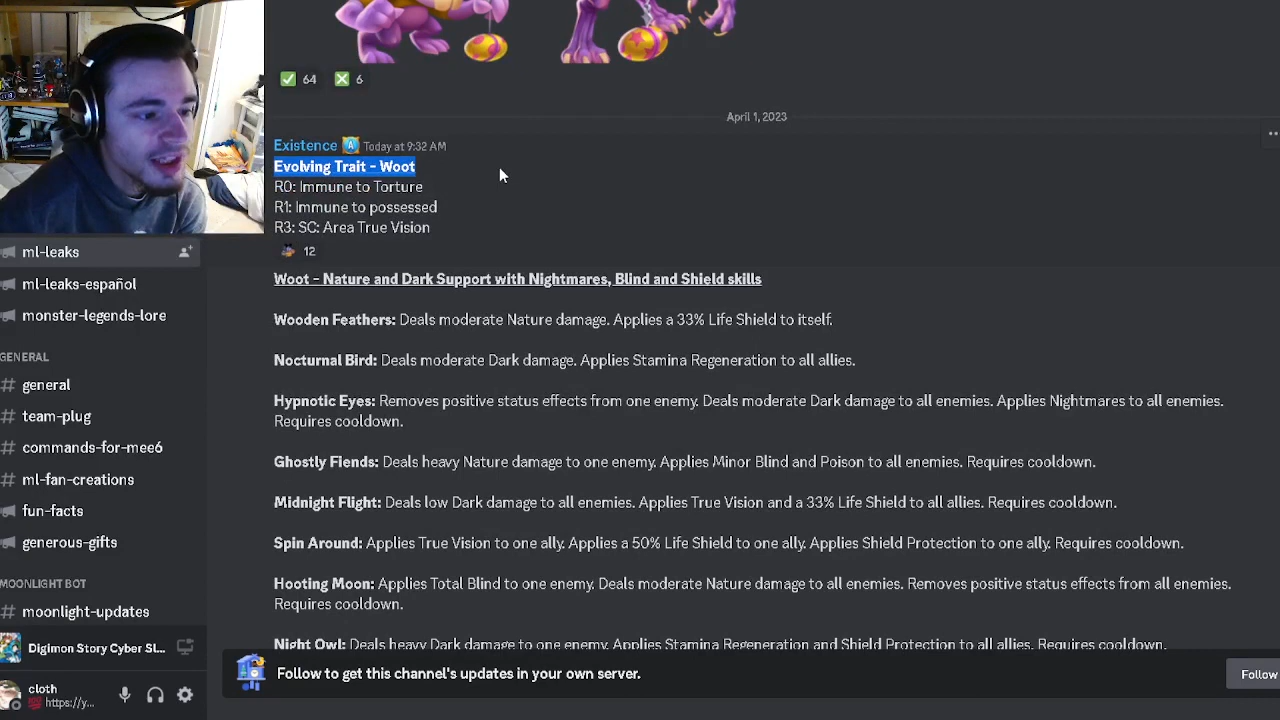 64
6
April 1, 2023
Existence Today at 9:32 AM
Evolving Trait - Woot
R0: Immune to Torture
R1: Immune to possessed
R3: SC: Area True Vision
12
Woot - Nature and Dark Support with Nightmares, Blind and Shield skills
Wooden Feathers: Deals moderate Nature damage. Applies a 33% Life Shield to itself.
Nocturnal Bird: Deals moderate Dark damage. Applies Stamina Regeneration to all allies.
Hypnotic Eyes: Removes positive status effects from one enemy. Deals moderate Dark damage to all enemies. Applies Nightmares to all enemies.
Requires cooldown.
Ghostly Fiends: Deals heavy Nature damage to one enemy. Applies Minor Blind and Poison to all enemies. Requires cooldown.
Midnight Flight: Deals low Dark damage to all enemies. Applies True Vision and a 33% Life Shield to all allies. Requires cooldown.
Spin Around: Applies True Vision to one ally. Applies a 50% Life Shield to one ally. Applies Shield Protection to one ally. Requires cooldown.
Hooting Moon: Applies Total Blind to one enemy. Deals moderate Nature damage to all enemies. Removes positive status effects from all enemies.
Requires cooldown.
Night Owl: Deals heavy Dark damage to one enemy. Applies Stamina Regeneration and Shield Protection to all allies. Requires cooldown.
Follow to get this channel's updates in your own server.
Follow
ml-leaks
ml-leaks-español
monster-legends-lore
GENERAL
general
team-plug
commands-for-mee6
ml-fan-creations
fun-facts
generous-gifts
MOONLIGHT BOT
moonlight-updates
Digimon Story Cyber Sl...
cloth
💯 https://y...